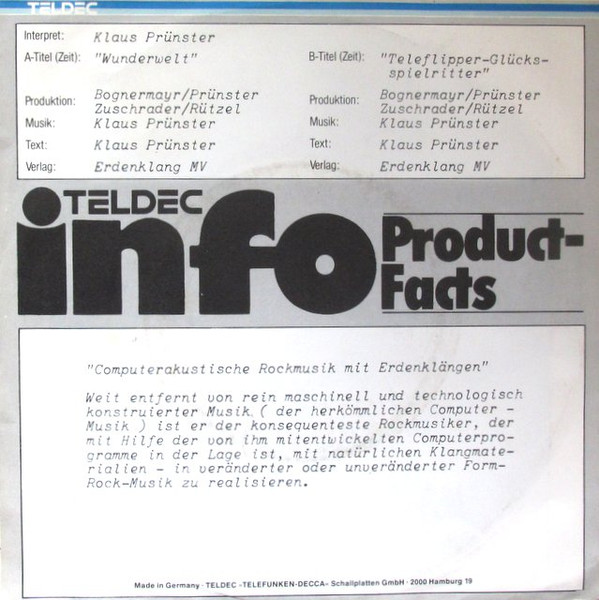 TELDEC
Interpret: Klaus Prünster
A-Titel (Zeit): "Wunderwelt" B-Titel (Zeit): "Teleflipper-Glücks-
spielritter"
Produktion: Bognermayr/Prünster Produktion: Bognermayr/Prünster
Zuschrader/Rützel Zuschrader/Rützel
Musik: Klaus Prünster Musik: Klaus Prünster
Text: Klaus Prünster Text: Klaus Prünster
Verlag: Erdenklang MV Verlag: Erdenklang MV
TELDEC
info Product-
Facts
"Computerakustische Rockmusik mit Erdenklängen"
Weit entfernt von rein maschinell und technologisch
konstruierter Musik ( der herkömmlichen Computer -
Musik ) ist er der konsequenteste Rockmusiker, der
mit Hilfe der von ihm mitentwickelten Computerpro-
gramme in der Lage ist, mit natürlichen Klangmate-
rialien - in veränderter oder unveränderter Form-
Rock-Musik zu realisieren.
Made in Germany · TELDEC »TELEFUNKEN-DECCA« Schallplatten GmbH · 2000 Hamburg 19